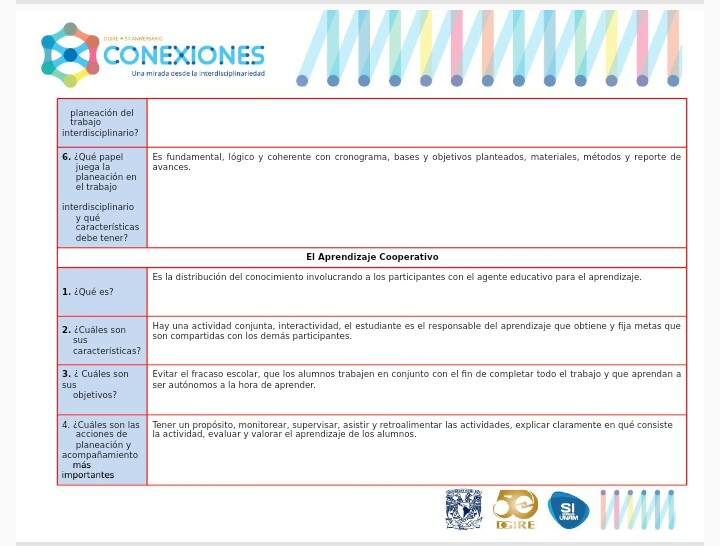 DGIRE • 50 ANIVERSARIO
CONEXIONES
Una mirada desde la interdisciplinariedad
planeación del
trabajo
interdisciplinario?
6. ¿Qué papel
juega la
planeación en
el trabajo
interdisciplinario
y qué
características
debe tener?
Es fundamental, lógico y coherente con cronograma, bases y objetivos planteados, materiales, métodos y reporte de
avances.
El Aprendizaje Cooperativo
1. ¿Qué es?
Es la distribución del conocimiento involucrando a los participantes con el agente educativo para el aprendizaje.
2. ¿Cuáles son
sus
características?
Hay una actividad conjunta, interactividad, el estudiante es el responsable del aprendizaje que obtiene y fija metas que
son compartidas con los demás participantes.
3. ¿ Cuáles son
sus
objetivos?
Evitar el fracaso escolar, que los alumnos trabajen en conjunto con el fin de completar todo el trabajo y que aprendan a
ser autónomos a la hora de aprender.
4. ¿Cuáles son las
acciones de
planeación y
acompañamiento
más
importantes
Tener un propósito, monitorear, supervisar, asistir y retroalimentar las actividades, explicar claramente en qué consiste
la actividad, evaluar y valorar el aprendizaje de los alumnos.
50
DGIRE
SI
UNAM